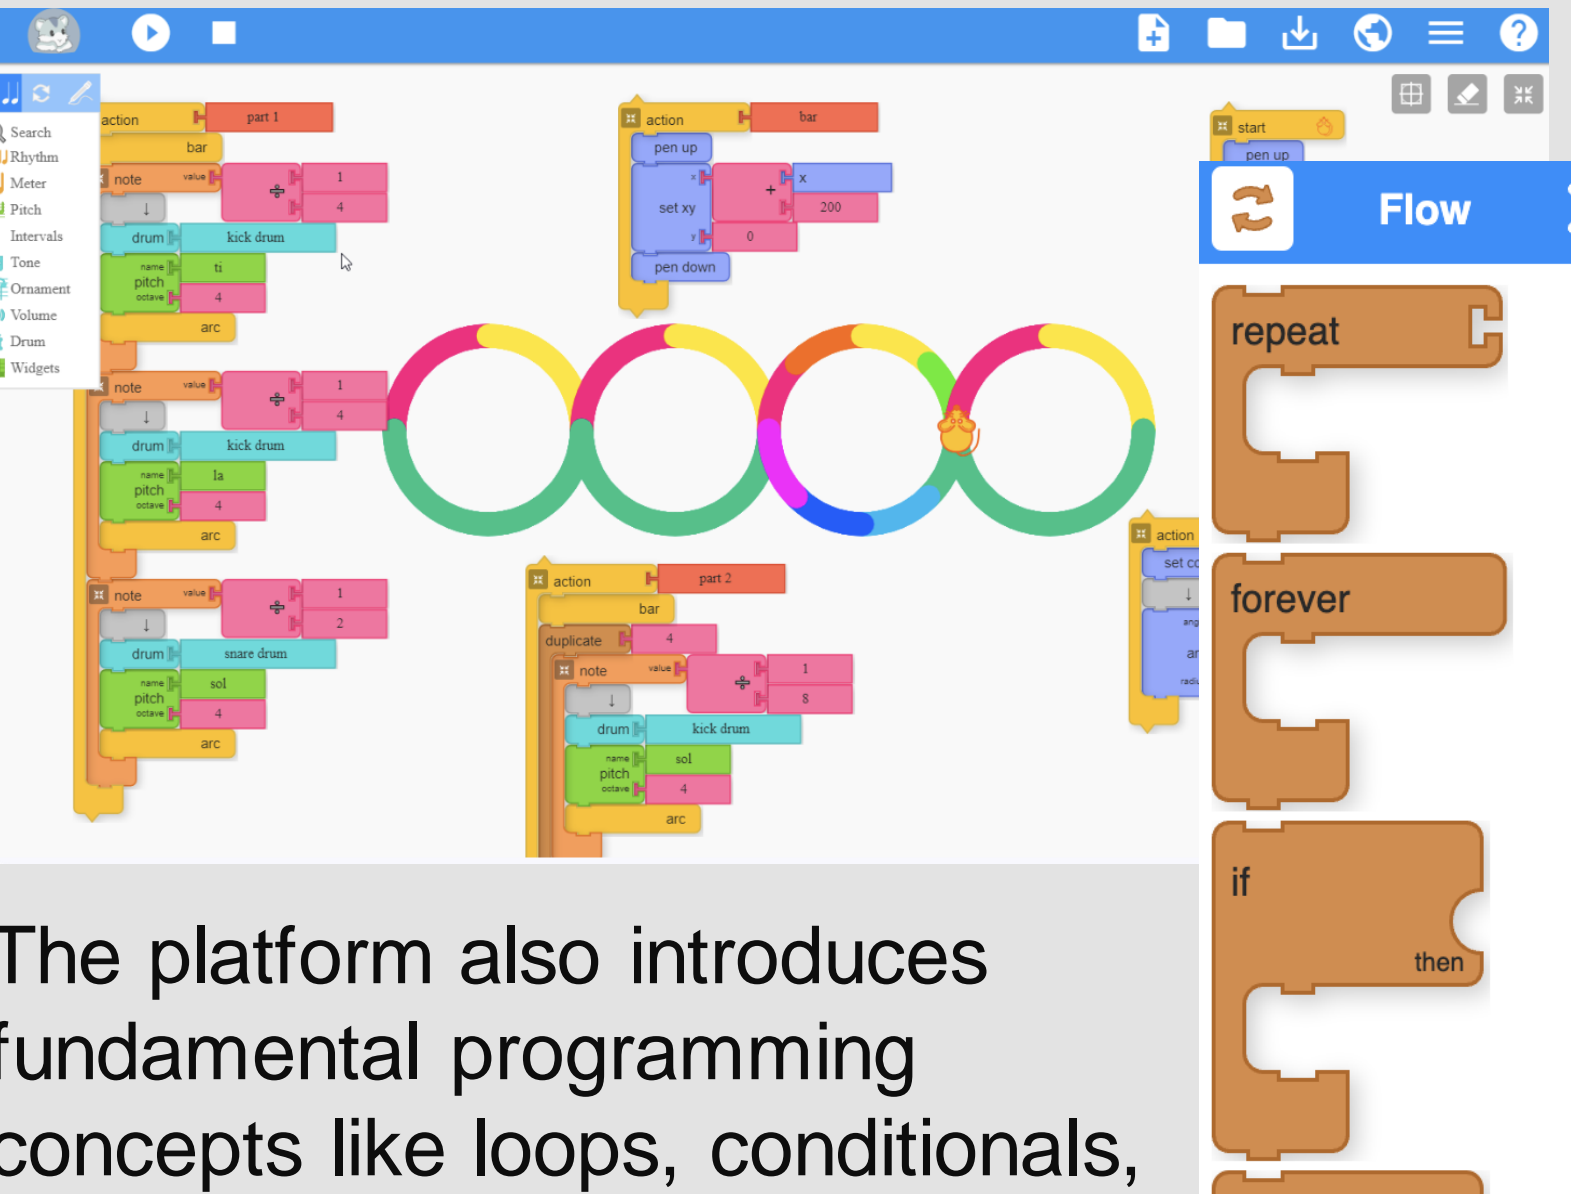 Search
Rhythm
Meter
Pitch
Intervals
Tone
Ornament
Volume
Drum
Widgets
action part 1
bar
note value ÷ 1
4
↓
drum kick drum
name ti
pitch
octave 4
arc
note value ÷ 1
4
↓
drum kick drum
name la
pitch
octave 4
arc
note value ÷ 1
2
↓
drum snare drum
name sol
pitch
octave 4
arc
action bar
pen up
x + x
set xy 200
y 0
pen down
action part 2
bar
duplicate 4
note value ÷ 1
8
↓
drum kick drum
name sol
pitch
octave 4
arc
start
pen up
action
set
↓
Flow
repeat
forever
if
then
The platform also introduces
fundamental programming
concepts like loops, conditionals,